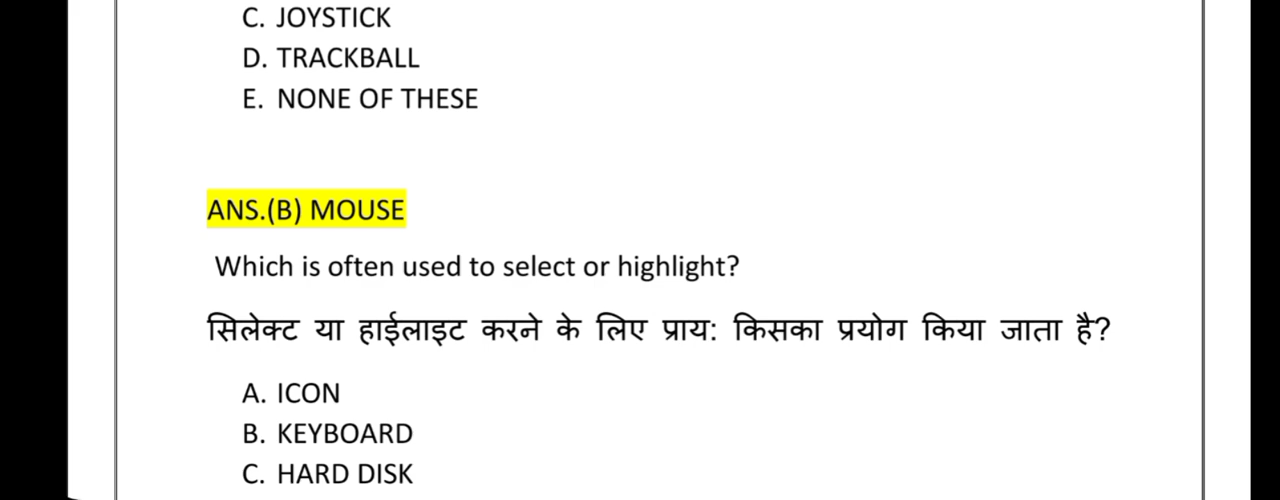 C. JOYSTICK
D. TRACKBALL
E. NONE OF THESE
ANS.(B) MOUSE
Which is often used to select or highlight?
सिलेक्ट या हाईलाइट करने के लिए प्राय: किसका प्रयोग किया जाता है?
A. ICON
B. KEYBOARD
C. HARD DISK